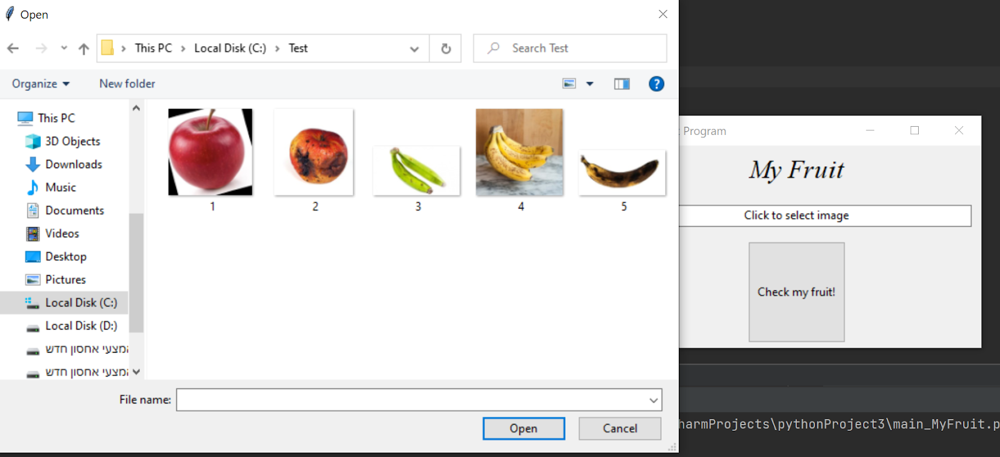 Open
This PC
Local Disk (C:)
Test
Search Test
Organize
New folder
This PC
3D Objects
Downloads
Music
Documents
Videos
Desktop
Pictures
Local Disk (C:)
Local Disk (D:)
אמצעי אחסון חדש
אמצעי אחסון חדש
1
2
3
4
5
File name:
Open
Cancel
Program
My Fruit
Click to select image
Check my fruit!
harmProjects\pythonProject3\main_MyFruit.p